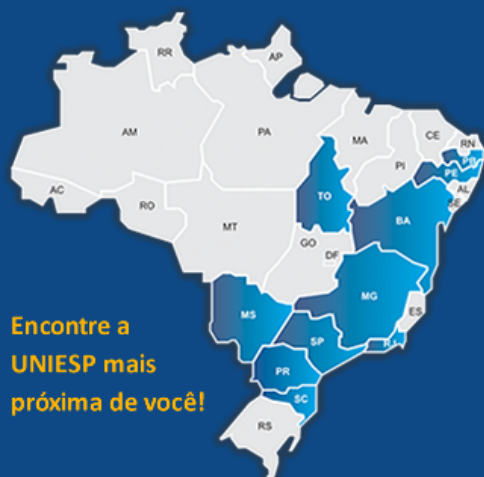 RR
AP
AM
PA
MA
CE
RN
PB
PI
PE
AC
AL
SE
TO
RO
BA
MT
GO
DF
MG
ES
MS
SP
RJ
PR
SC
RS
Encontre a
UNIESP mais
próxima de você!